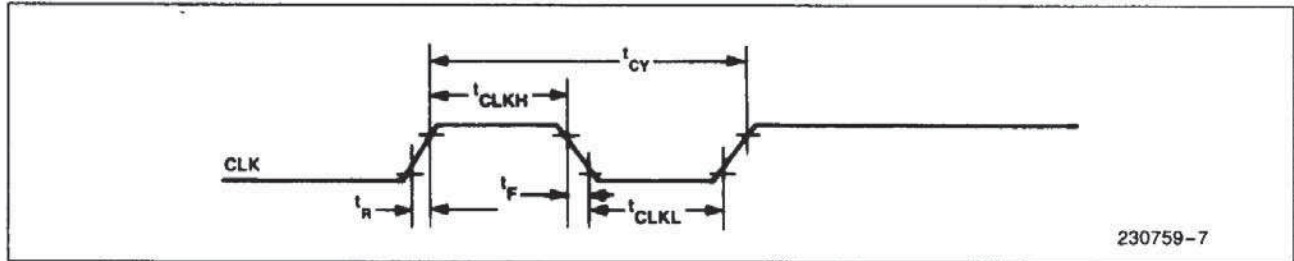 tCY
tCLKH
CLK
tF
tR
tCLKL
230759-7